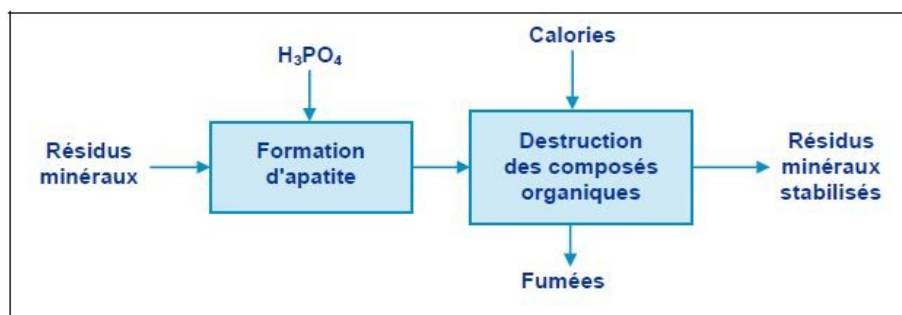 H₃PO₄
Calories
Résidus
minéraux
Formation
d'apatite
Destruction
des composés
organiques
Résidus
minéraux
stabilisés
Fumées